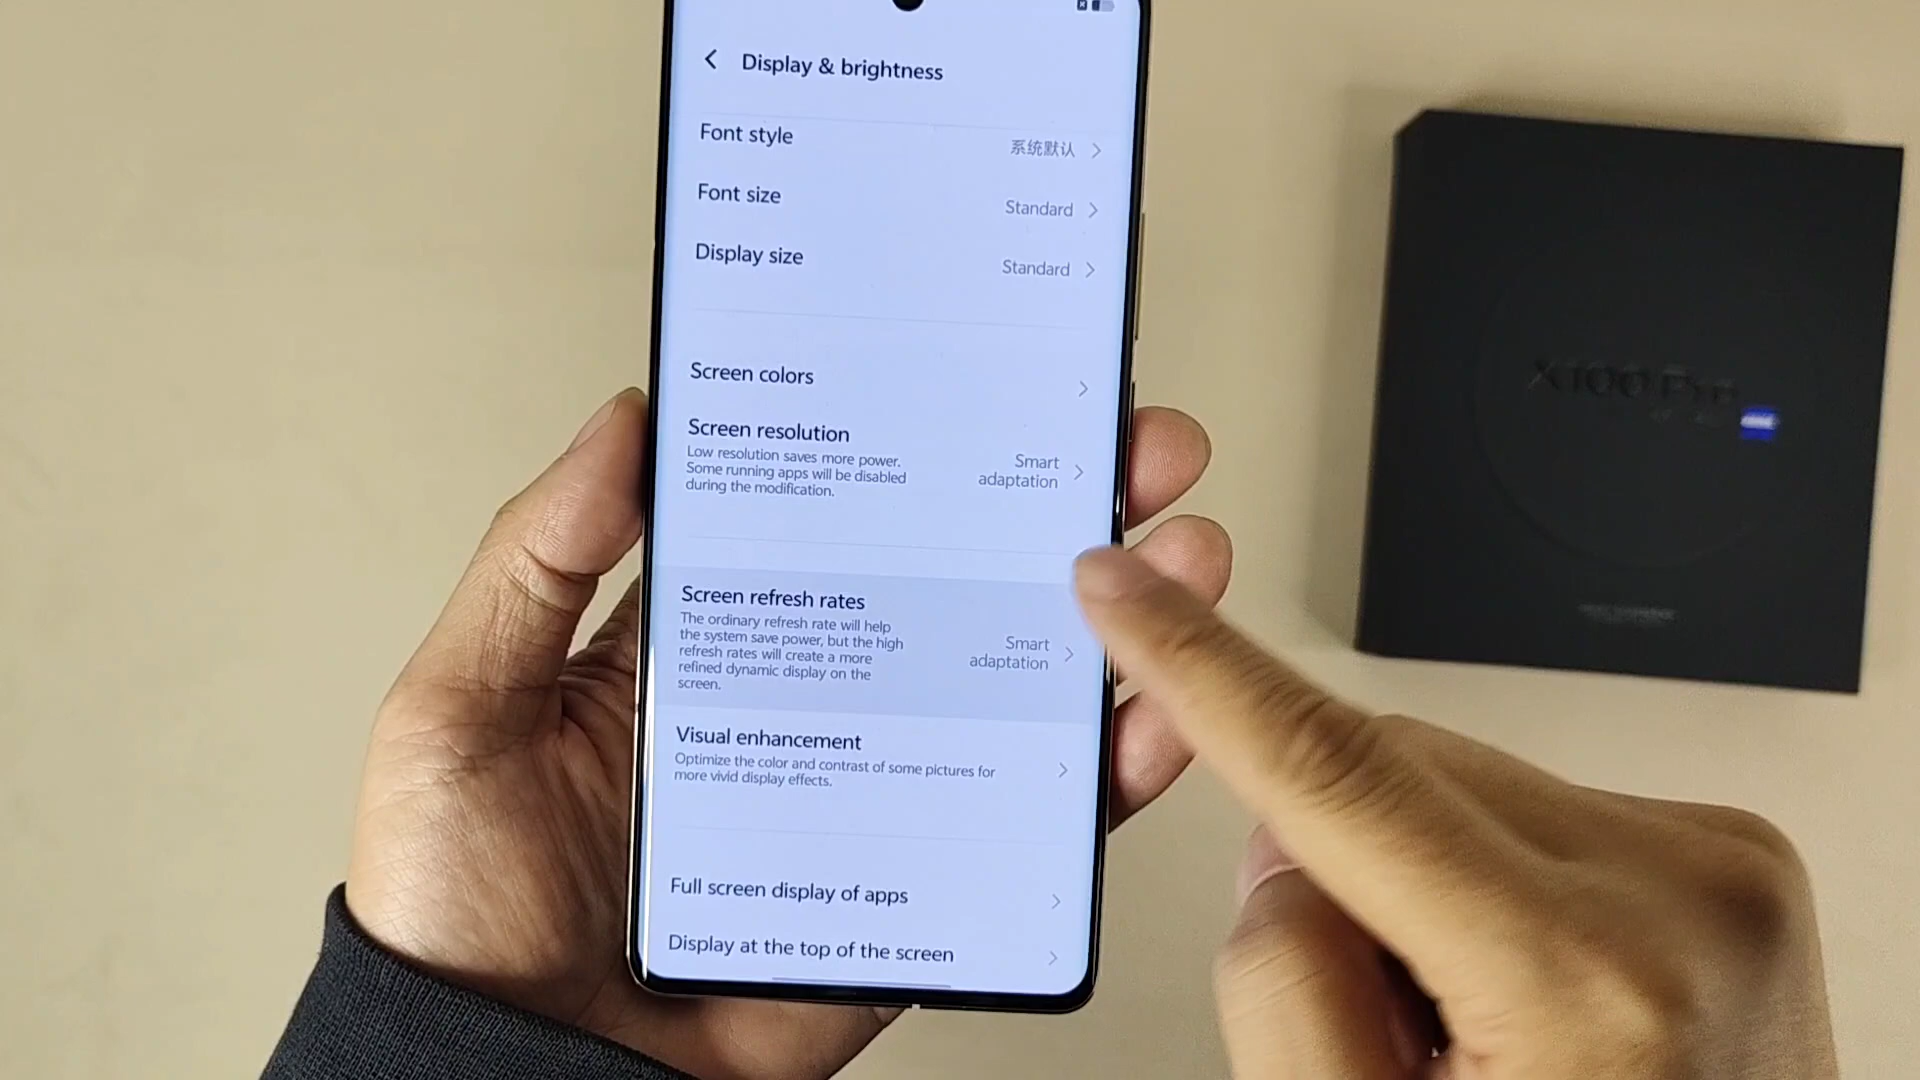 Display & brightness
Font style
系统默认
Font size
Standard
Display size
Standard
Screen colors
Screen resolution
Low resolution saves more power.
Some running apps will be disabled
during the modification.
Smart
adaptation
Screen refresh rates
The ordinary refresh rate will help
the system save power, but the high
refresh rates will create a more
refined dynamic display on the
screen.
Smart
adaptation
Visual enhancement
Optimize the color and contrast of some pictures for
more vivid display effects.
Full screen display of apps
Display at the top of the screen
X100 Pro